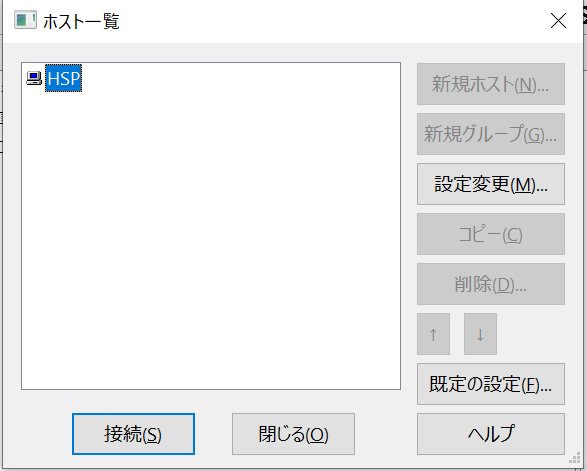 ホスト一覧
HSP
新規ホスト(N)...
新規グループ(G)...
設定変更(M)...
コピー(C)
削除(D)...
↑ ↓
既定の設定(F)...
接続(S) 閉じる(O) ヘルプ